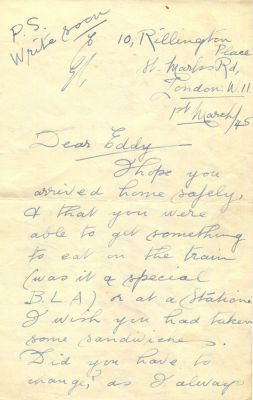 P.S.
Write soon
10, Rillington
Place
St. Marks Rd,
London W.11
1st March/45
Dear Eddy
I hope you
arrived home safely,
& that you were
able to get something
to eat on the train
(was it a special
B.L.A) or at a Statione
I wish you had taken
some sandwiches.
Did you have to
change, as I always